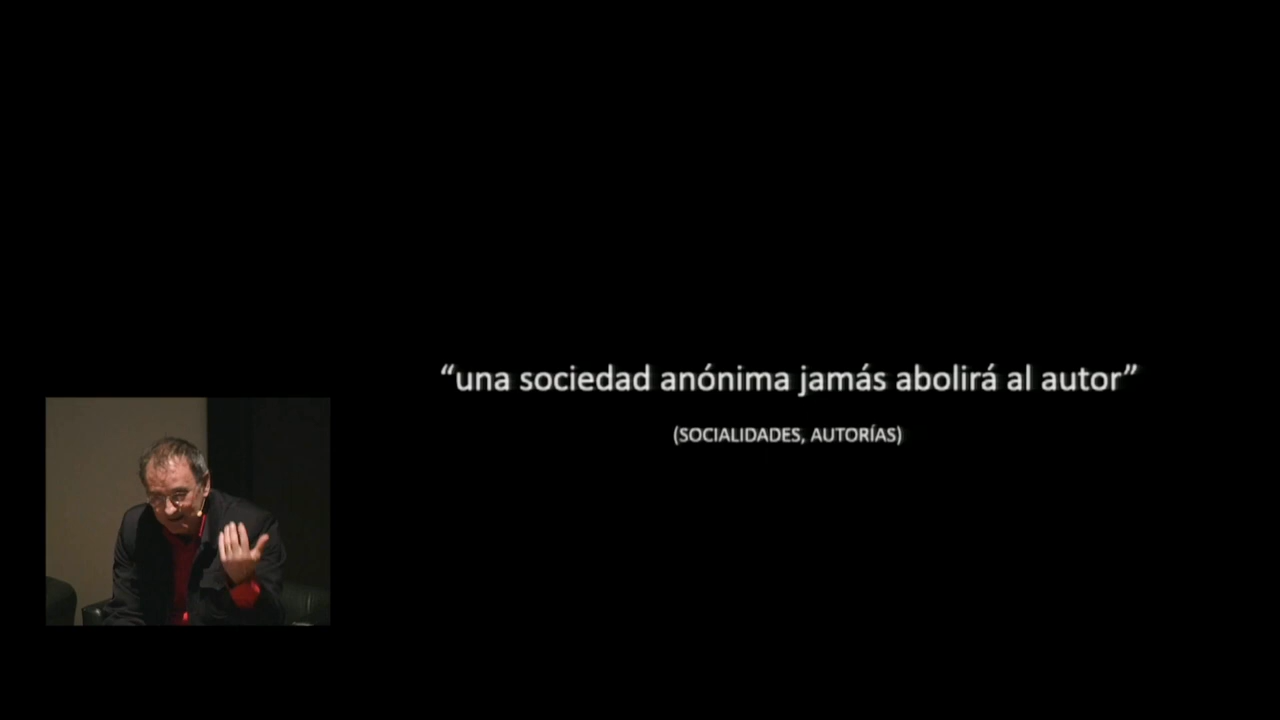 “una sociedad anónima jamás abolirá al autor”
(SOCIALIDADES, AUTORÍAS)